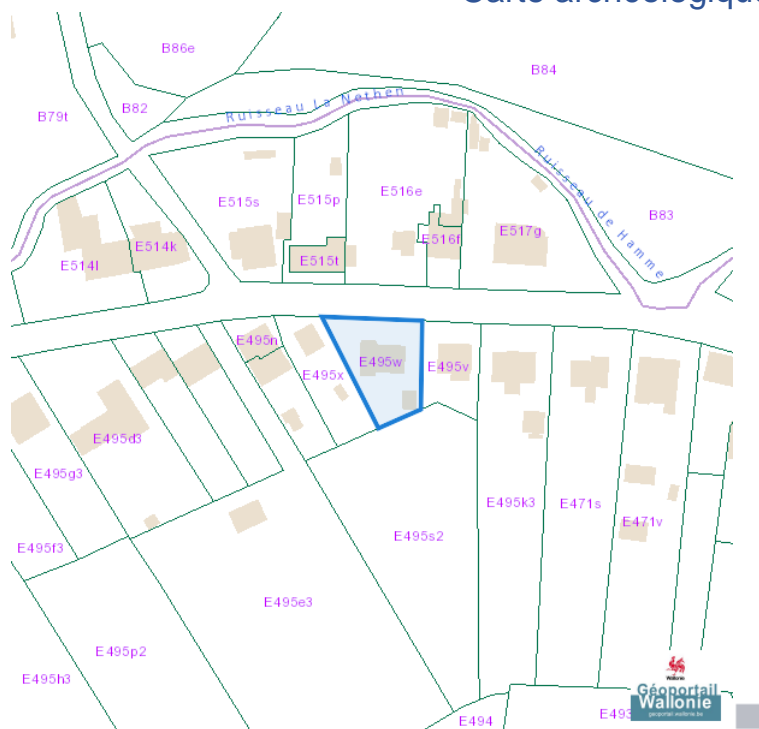 Carte archéologique
B86e
B84
B79t
B82
Ruisseau La Nethen
Ruisseau de Hamme
E515s
E515p
E516e
B83
E514l
E514k
E515t
E516f
E517g
E495n
E495x
E495w
E495v
E495d3
E495g3
E495k3
E471s
E471v
E495f3
E495s2
E495e3
E495p2
E495h3
E494
E493
Wallonie
Géoportail
Wallonie
geoportail.wallonie.be